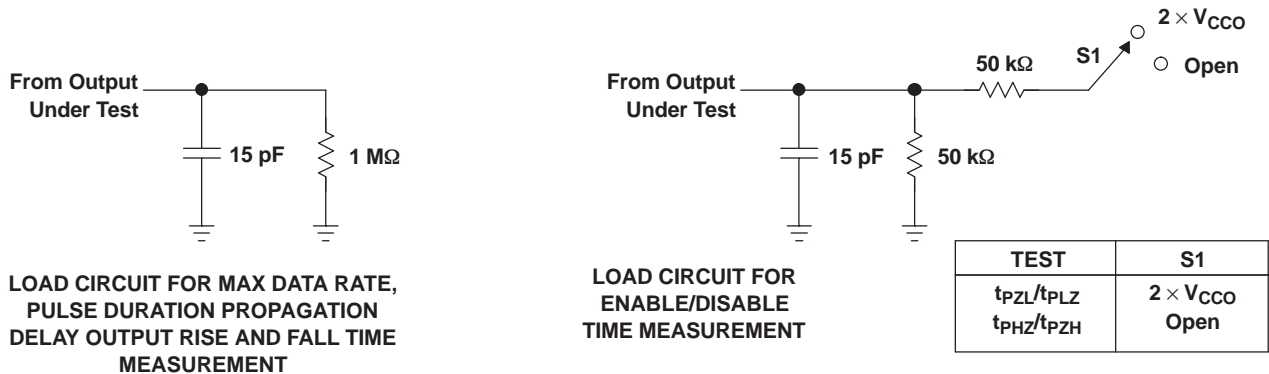 From Output
Under Test
15 pF
1 MΩ
LOAD CIRCUIT FOR MAX DATA RATE,
PULSE DURATION PROPAGATION
DELAY OUTPUT RISE AND FALL TIME
MEASUREMENT
From Output
Under Test
15 pF
50 kΩ
50 kΩ
S1
2 × VCCO
Open
LOAD CIRCUIT FOR
ENABLE/DISABLE
TIME MEASUREMENT
TEST S1
tPZL/tPLZ 2 × VCCO
tPHZ/tPZH Open